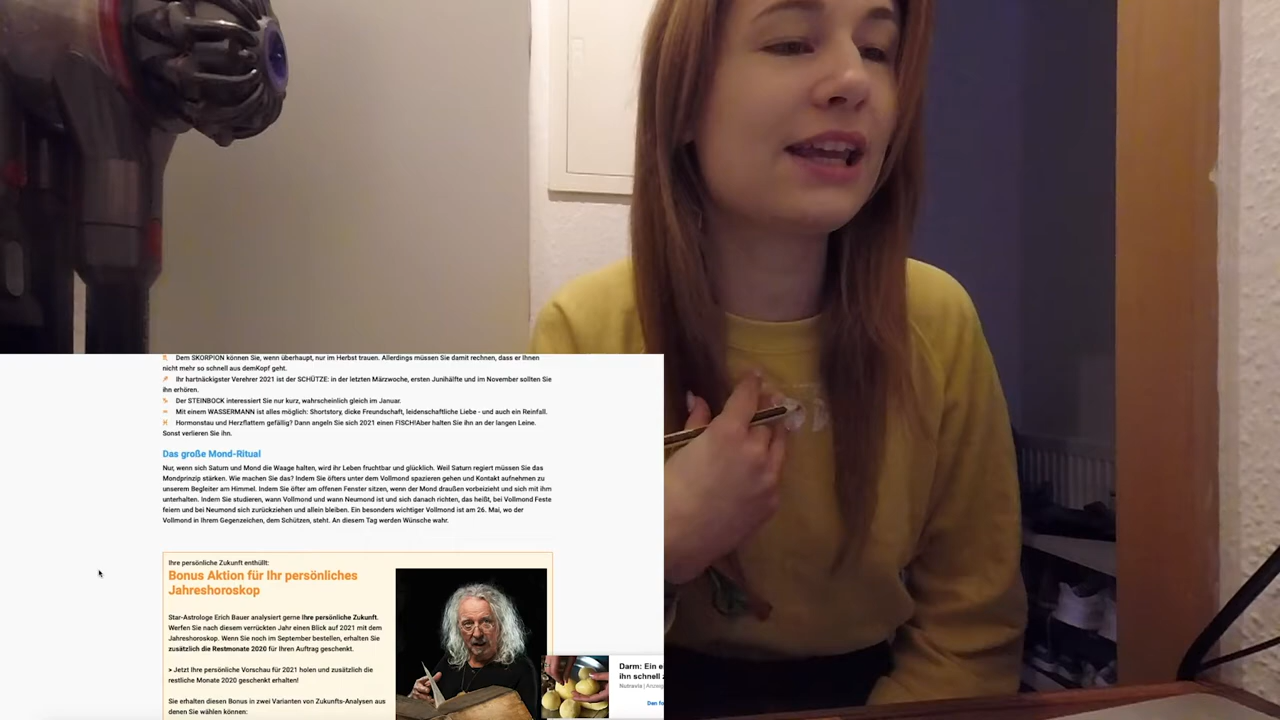 Dem SKORPION können Sie, wenn überhaupt, nur im Herbst trauen. Allerdings müssen Sie damit rechnen, dass er Ihnen
nicht mehr so schnell aus demKopf geht.
Ihr hartnäckigster Verehrer 2021 ist der SCHÜTZE: in der letzten Märzwoche, ersten Junihälfte und im November sollten Sie
ihn erhören.
Der STEINBOCK interessiert Sie nur kurz, wahrscheinlich gleich im Januar.
Mit einem WASSERMANN ist alles möglich: Shortstory, dicke Freundschaft, leidenschaftliche Liebe - und auch ein Reinfall.
Hormonstau und Herzflattern gefällig? Dann angeln Sie sich 2021 einen FISCH!Aber halten Sie ihn an der langen Leine.
Sonst verlieren Sie ihn.
Das große Mond-Ritual
Nur, wenn sich Saturn und Mond die Waage halten, wird ihr Leben fruchtbar und glücklich. Weil Saturn regiert müssen Sie das
Mondprinzip stärken. Wie machen Sie das? Indem Sie öfters unter dem Vollmond spazieren gehen und Kontakt aufnehmen zu
unserem Begleiter am Himmel. Indem Sie öfter am offenen Fenster sitzen, wenn der Mond draußen vorbeizieht und sich mit ihm
unterhalten. Indem Sie studieren, wann Vollmond und wann Neumond ist und sich danach richten, das heißt, bei Vollmond Feste
feiern und bei Neumond sich zurückziehen und allein bleiben. Ein besonders wichtiger Vollmond ist am 26. Mai, wo der
Vollmond in Ihrem Gegenzeichen, dem Schützen, steht. An diesem Tag werden Wünsche wahr.
Ihre persönliche Zukunft enthüllt:
Bonus Aktion für Ihr persönliches
Jahreshoroskop
Star-Astrologe Erich Bauer analysiert gerne Ihre persönliche Zukunft.
Werfen Sie nach diesem verrückten Jahr einen Blick auf 2021 mit dem
Jahreshoroskop. Wenn Sie noch im September bestellen, erhalten Sie
zusätzlich die Restmonate 2020 für Ihren Auftrag geschenkt.
> Jetzt Ihre persönliche Vorschau für 2021 holen und zusätzlich die
restliche Monate 2020 geschenkt erhalten!
Sie erhalten diesen Bonus in zwei Varianten von Zukunfts-Analysen aus
denen Sie wählen können:
Darm: Ein
ihn schnell
Nutravia | Anzeig
Den